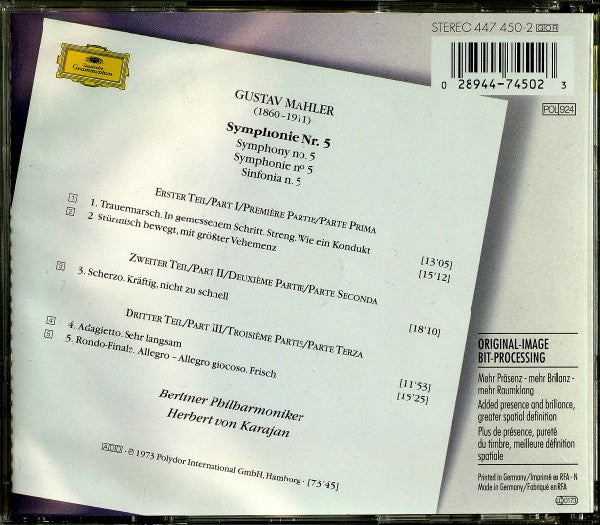 STEREO 447 450-2 GOR
0 28944-74502 3
POL 924
Deutsche
Grammophon
GUSTAV MAHLER
(1860-1911)
Symphonie Nr. 5
Symphony no. 5
Symphonie nº 5
Sinfonia n. 5
ERSTER TEIL/PART I/PREMIÈRE PARTIE/PARTE PRIMA
1 1. Trauermarsch. In gemessenem Schritt. Streng. Wie ein Kondukt [13'05]
2 2. Stürmisch bewegt, mit größter Vehemenz [15'12]
ZWEITER TEIL/PART II/DEUXIÈME PARTIE/PARTE SECONDA
3 3. Scherzo. Kräftig, nicht zu schnell [18'10]
DRITTER TEIL/PART III/TROISIÈME PARTIE/PARTE TERZA
4 4. Adagietto. Sehr langsam [11'53]
5 5. Rondo-Finale. Allegro – Allegro giocoso. Frisch [15'25]
Berliner Philharmoniker
Herbert von Karajan
ADD · ℗ 1973 Polydor International GmbH, Hamburg · [73'45]
ORIGINAL-IMAGE
BIT-PROCESSING
Mehr Präsenz - mehr Brillanz -
mehr Raumklang
Added presence and brilliance,
greater spatial definition
Plus de présence, pureté
du timbre, meilleure définition
spatiale
Printed in Germany/Imprimé en RFA - N
Made in Germany/Fabriqué en RFA